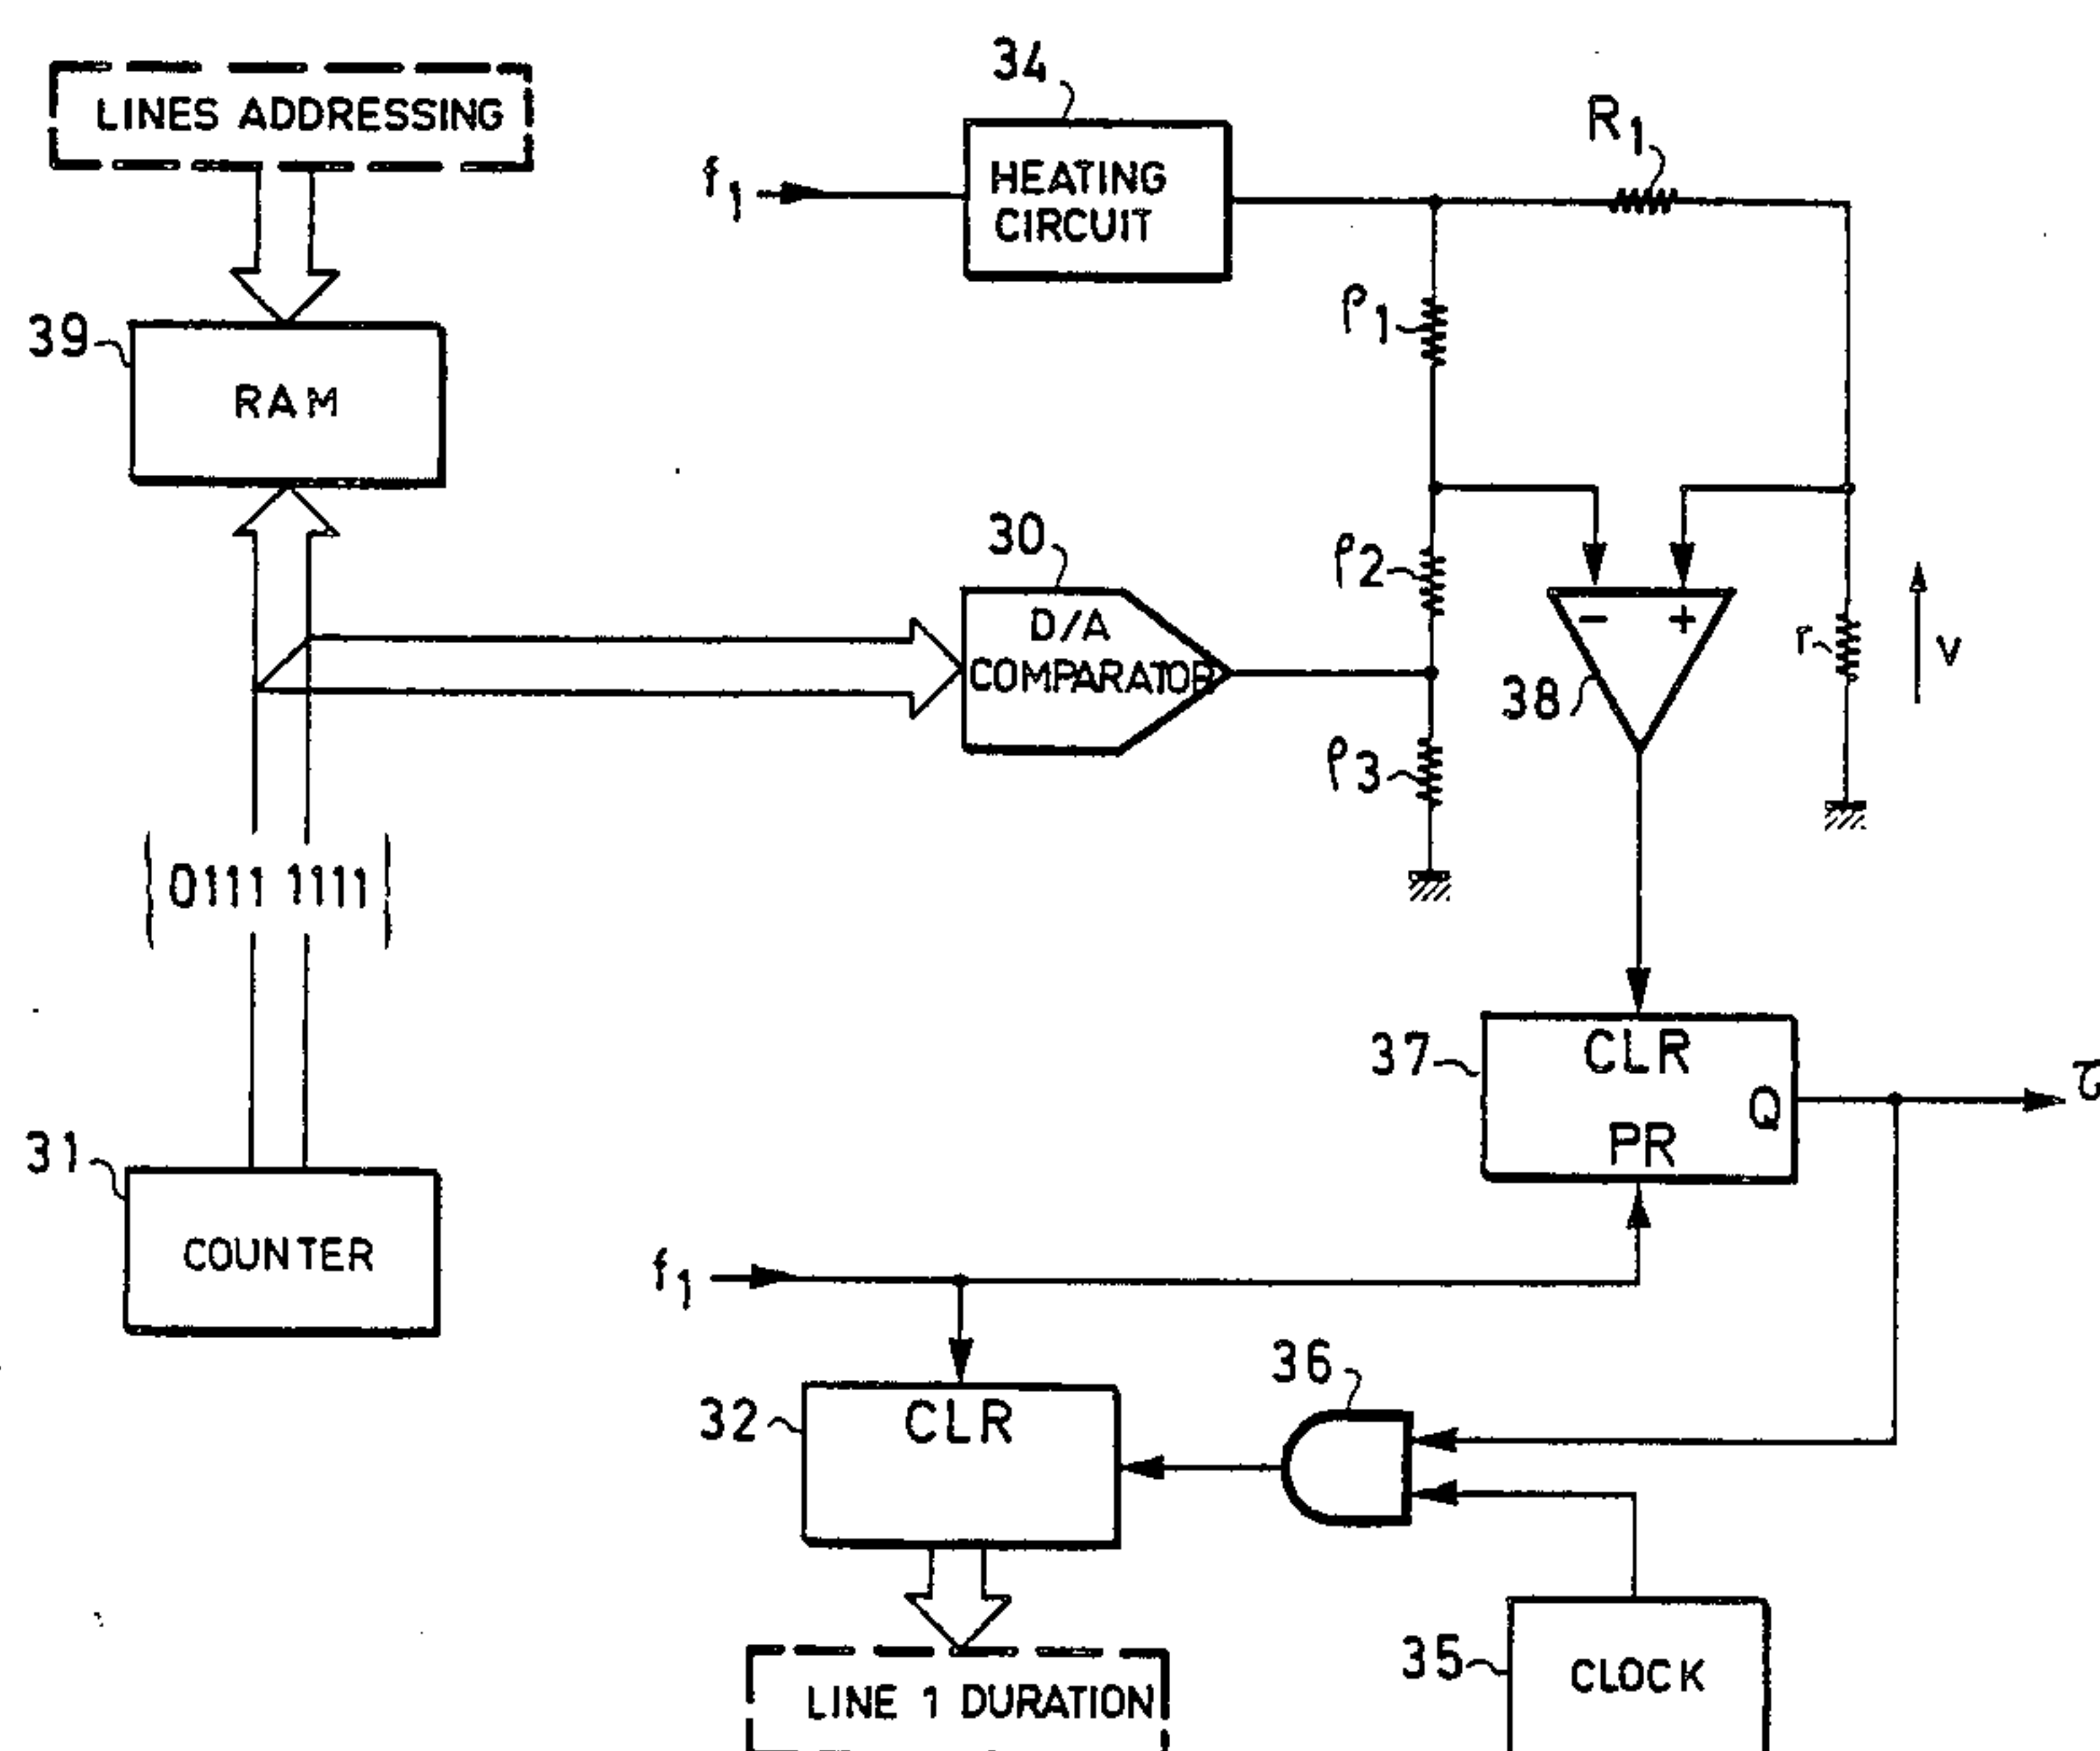 LINES ADDRESSING
34
R1
f1
HEATING
CIRCUIT
39
RAM
ρ1
30
D/A
COMPARATOR
ρ2
- +
r
v
38
ρ3
(0111 1111)
37
CLR
Q
PR
31
COUNTER
f1
36
32
CLR
35
CLOCK
LINE 1 DURATION